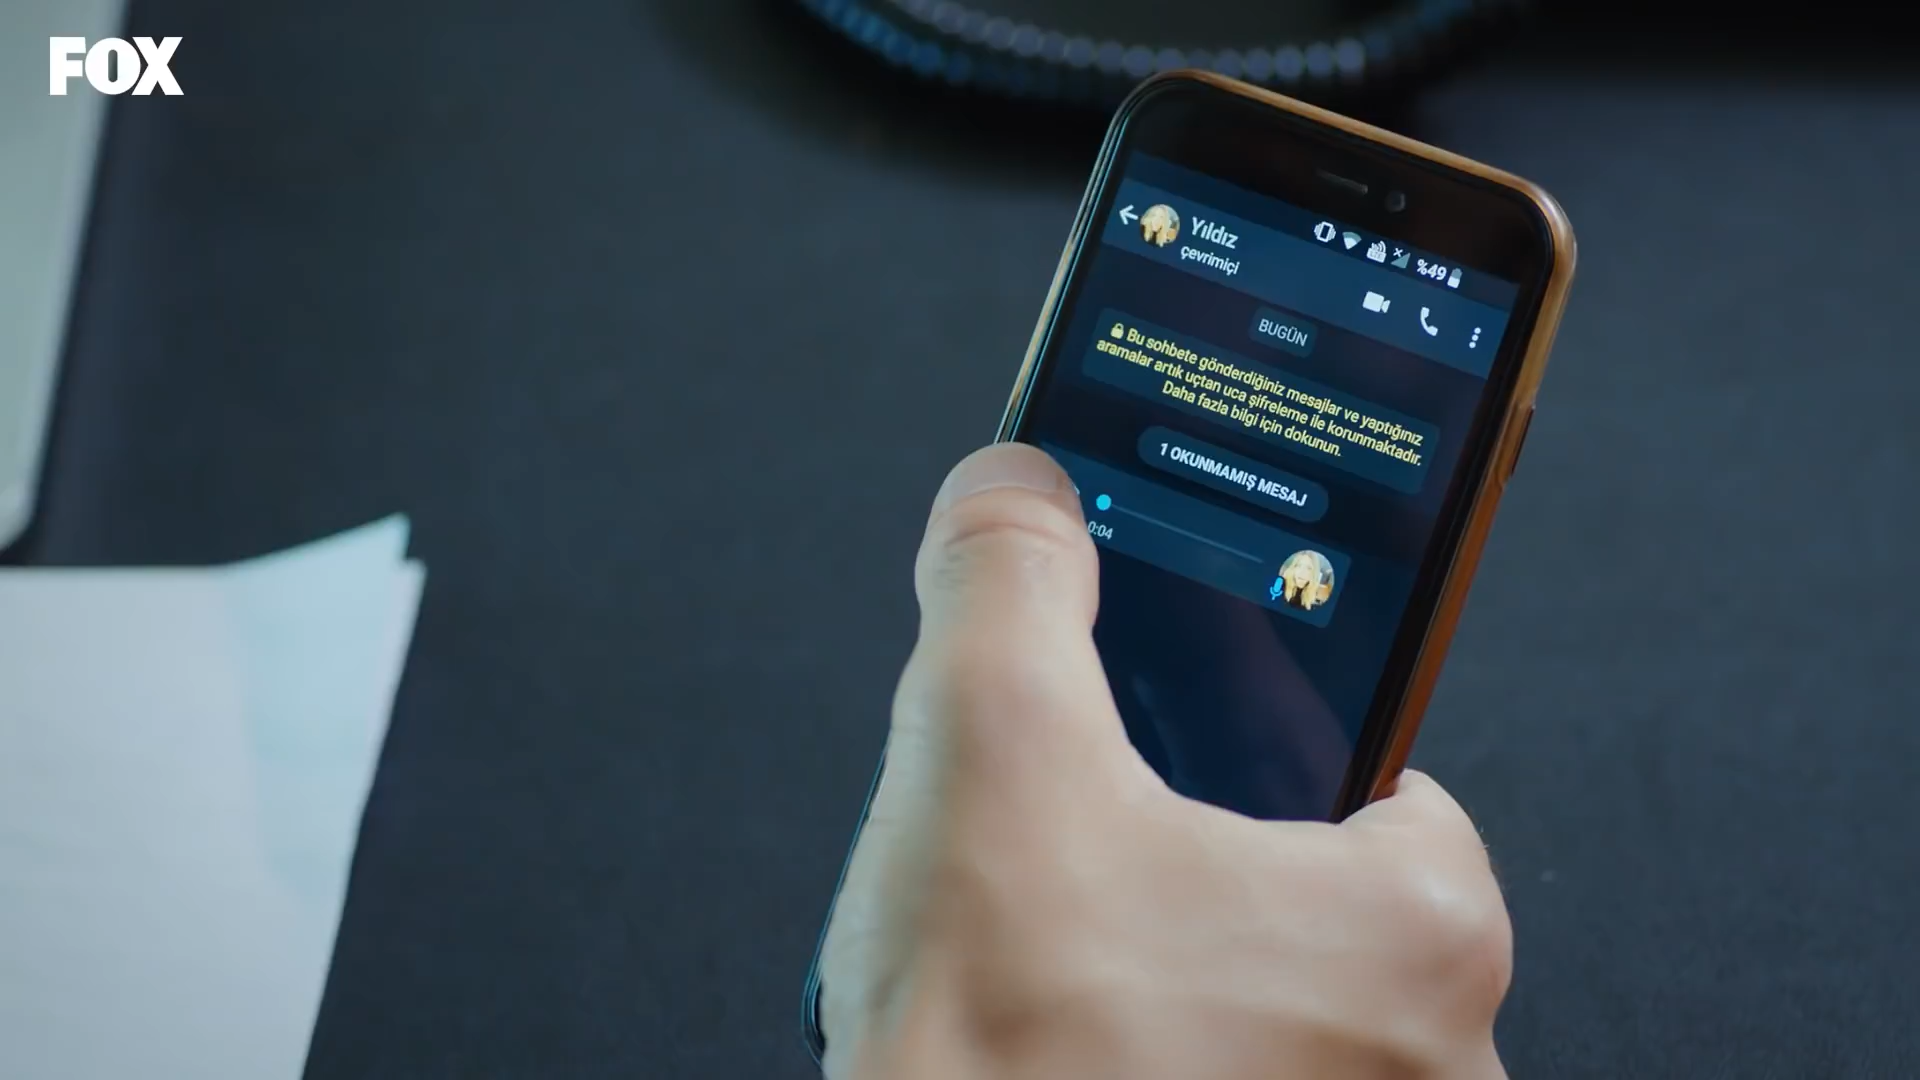 FOX
%49
Yıldız
çevrimiçi
BUGÜN
Bu sohbete gönderdiğiniz mesajlar ve yaptığınız
aramalar artık uçtan uca şifreleme ile korunmaktadır.
Daha fazla bilgi için dokunun.
1 OKUNMAMIŞ MESAJ
0:04